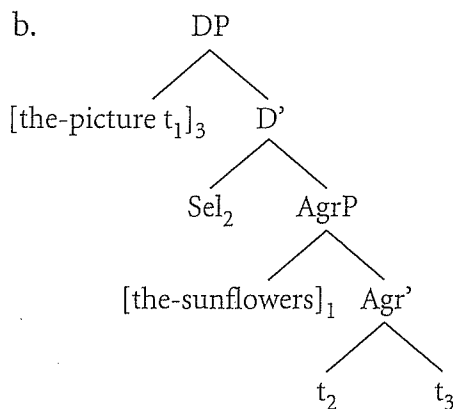 b. DP
[the-picture t₁]₃ D’
Sel₂ AgrP
[the-sunflowers]₁ Agr’
t₂ t₃